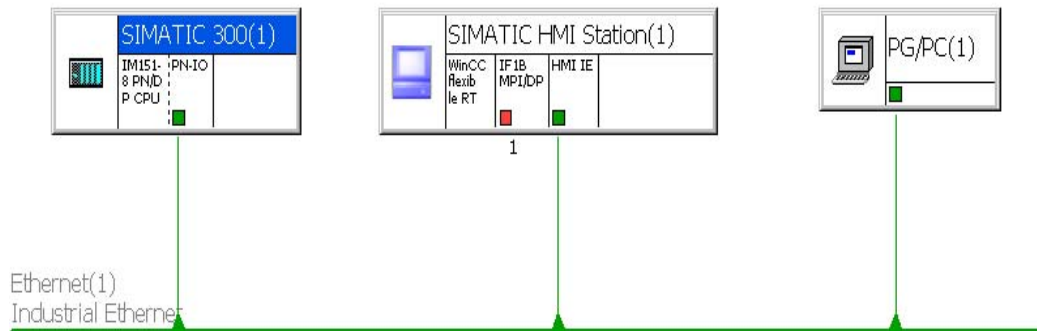 SIMATIC 300(1)
IM151-
8 PN/D
P CPU
PN-IO
SIMATIC HMI Station(1)
WinCC
flexib
le RT
IF1B
MPI/DP
HMI IE
1
PG/PC(1)
Ethernet(1)
Industrial Ethernet